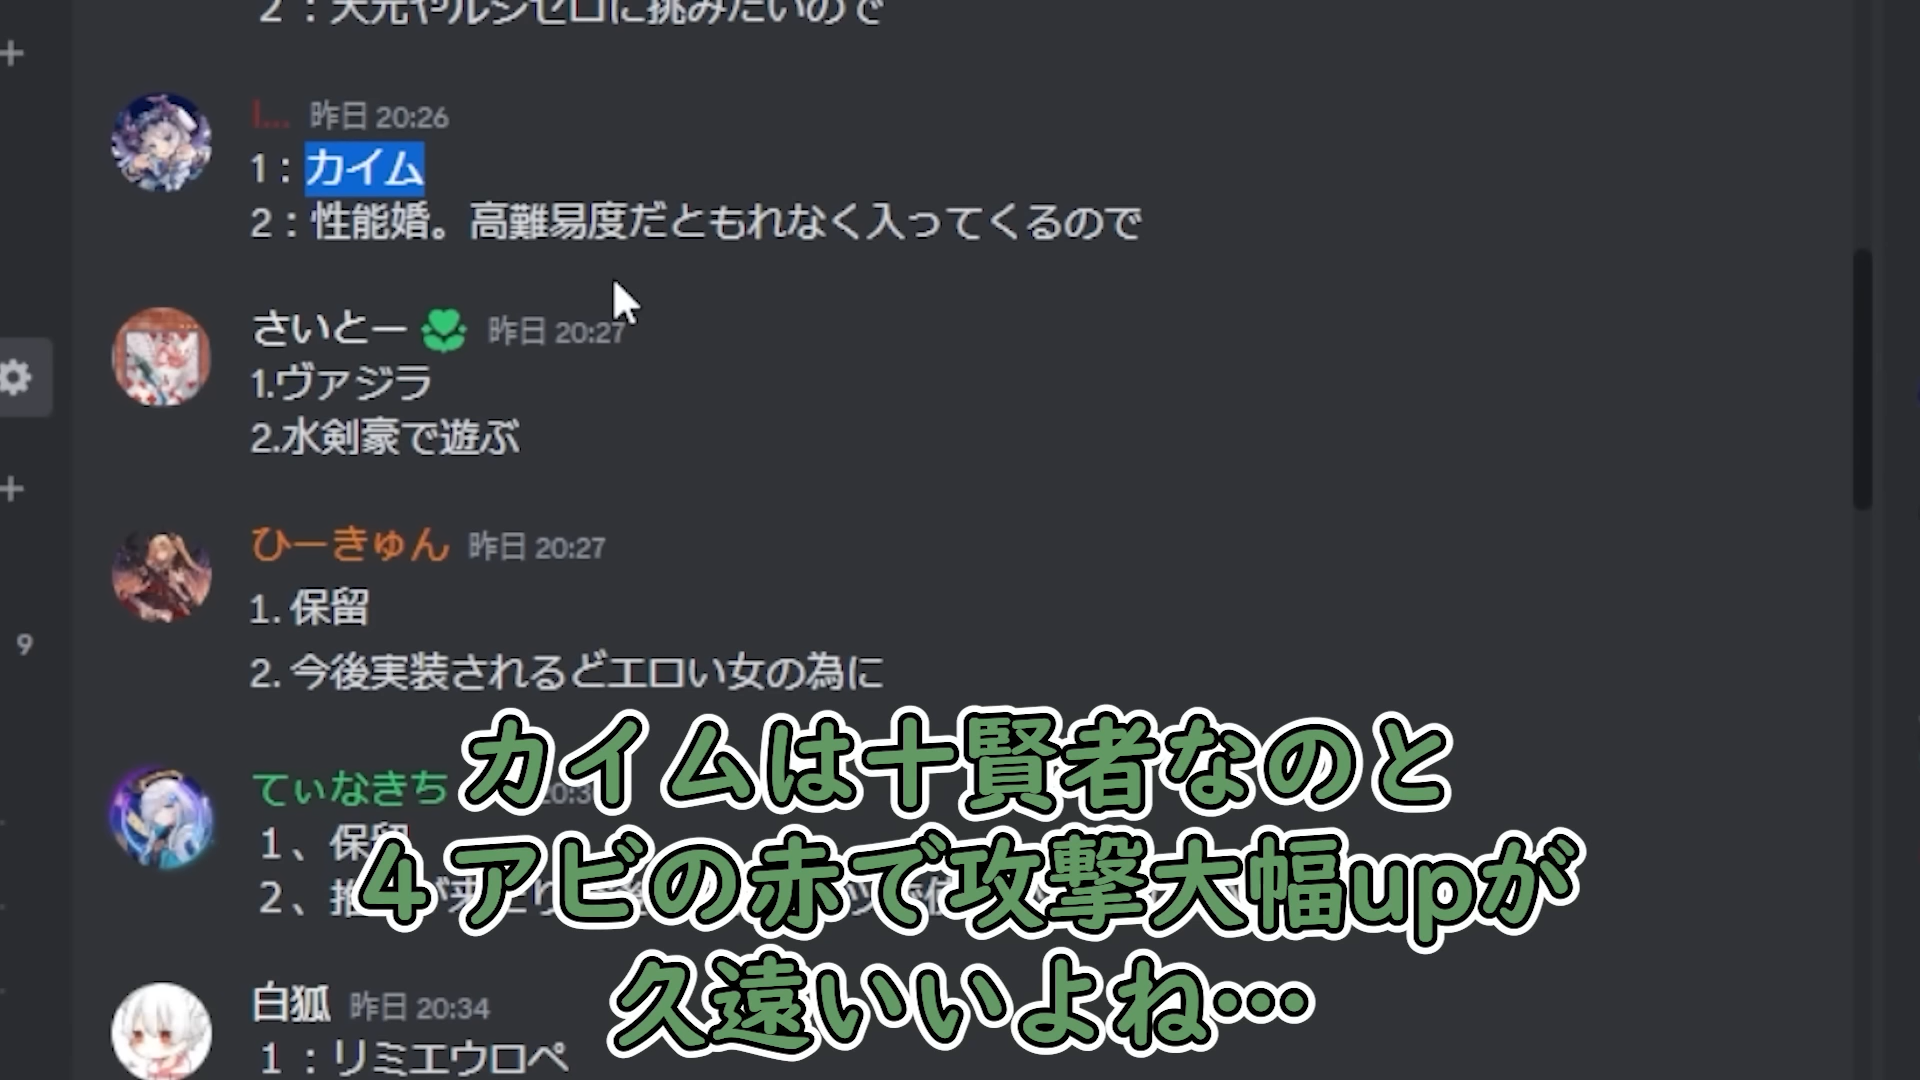 2：天元やルシゼロに挑みたいので
昨日 20:26
1：カイム
2：性能婚。高難易度だともれなく入ってくるので
さいとー 昨日 20:27
1.ヴァジラ
2.水剣豪で遊ぶ
ひーきゅん 昨日 20:27
1. 保留
9
2. 今後実装されるどエロい女の為に
てぃなきち
1、保留
2、推
白狐 昨日 20:34
1：リミエウロペ
カイムは十賢者なのと
4アビの赤で攻撃大幅upが
久遠いいよね…